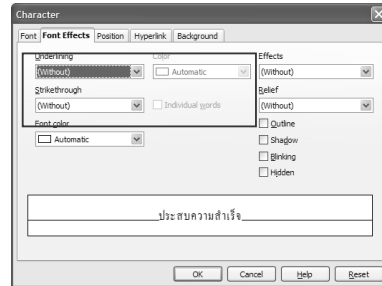 Character
Font Font Effects Position Hyperlink Background
Underlining Color Effects
(Without) Automatic (Without)
Strikethrough Relief
(Without) Individual words (Without)
Font color Outline
Automatic Shadow
Blinking
Hidden
ประสบความสำเร็จ
OK Cancel Help Reset